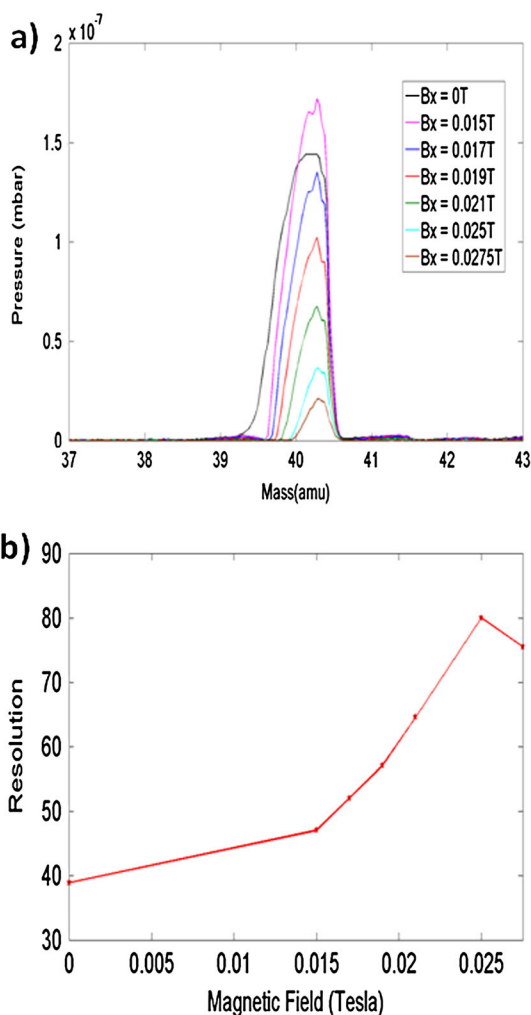 a)
2 x 10⁻⁷
1.5
1
0.5
0
Pressure (mbar)
Bx = 0T
Bx = 0.015T
Bx = 0.017T
Bx = 0.019T
Bx = 0.021T
Bx = 0.025T
Bx = 0.0275T
37 38 39 40 41 42 43
Mass(amu)
b)
90
80
70
60
50
40
30
Resolution
0 0.005 0.01 0.015 0.02 0.025
Magnetic Field (Tesla)